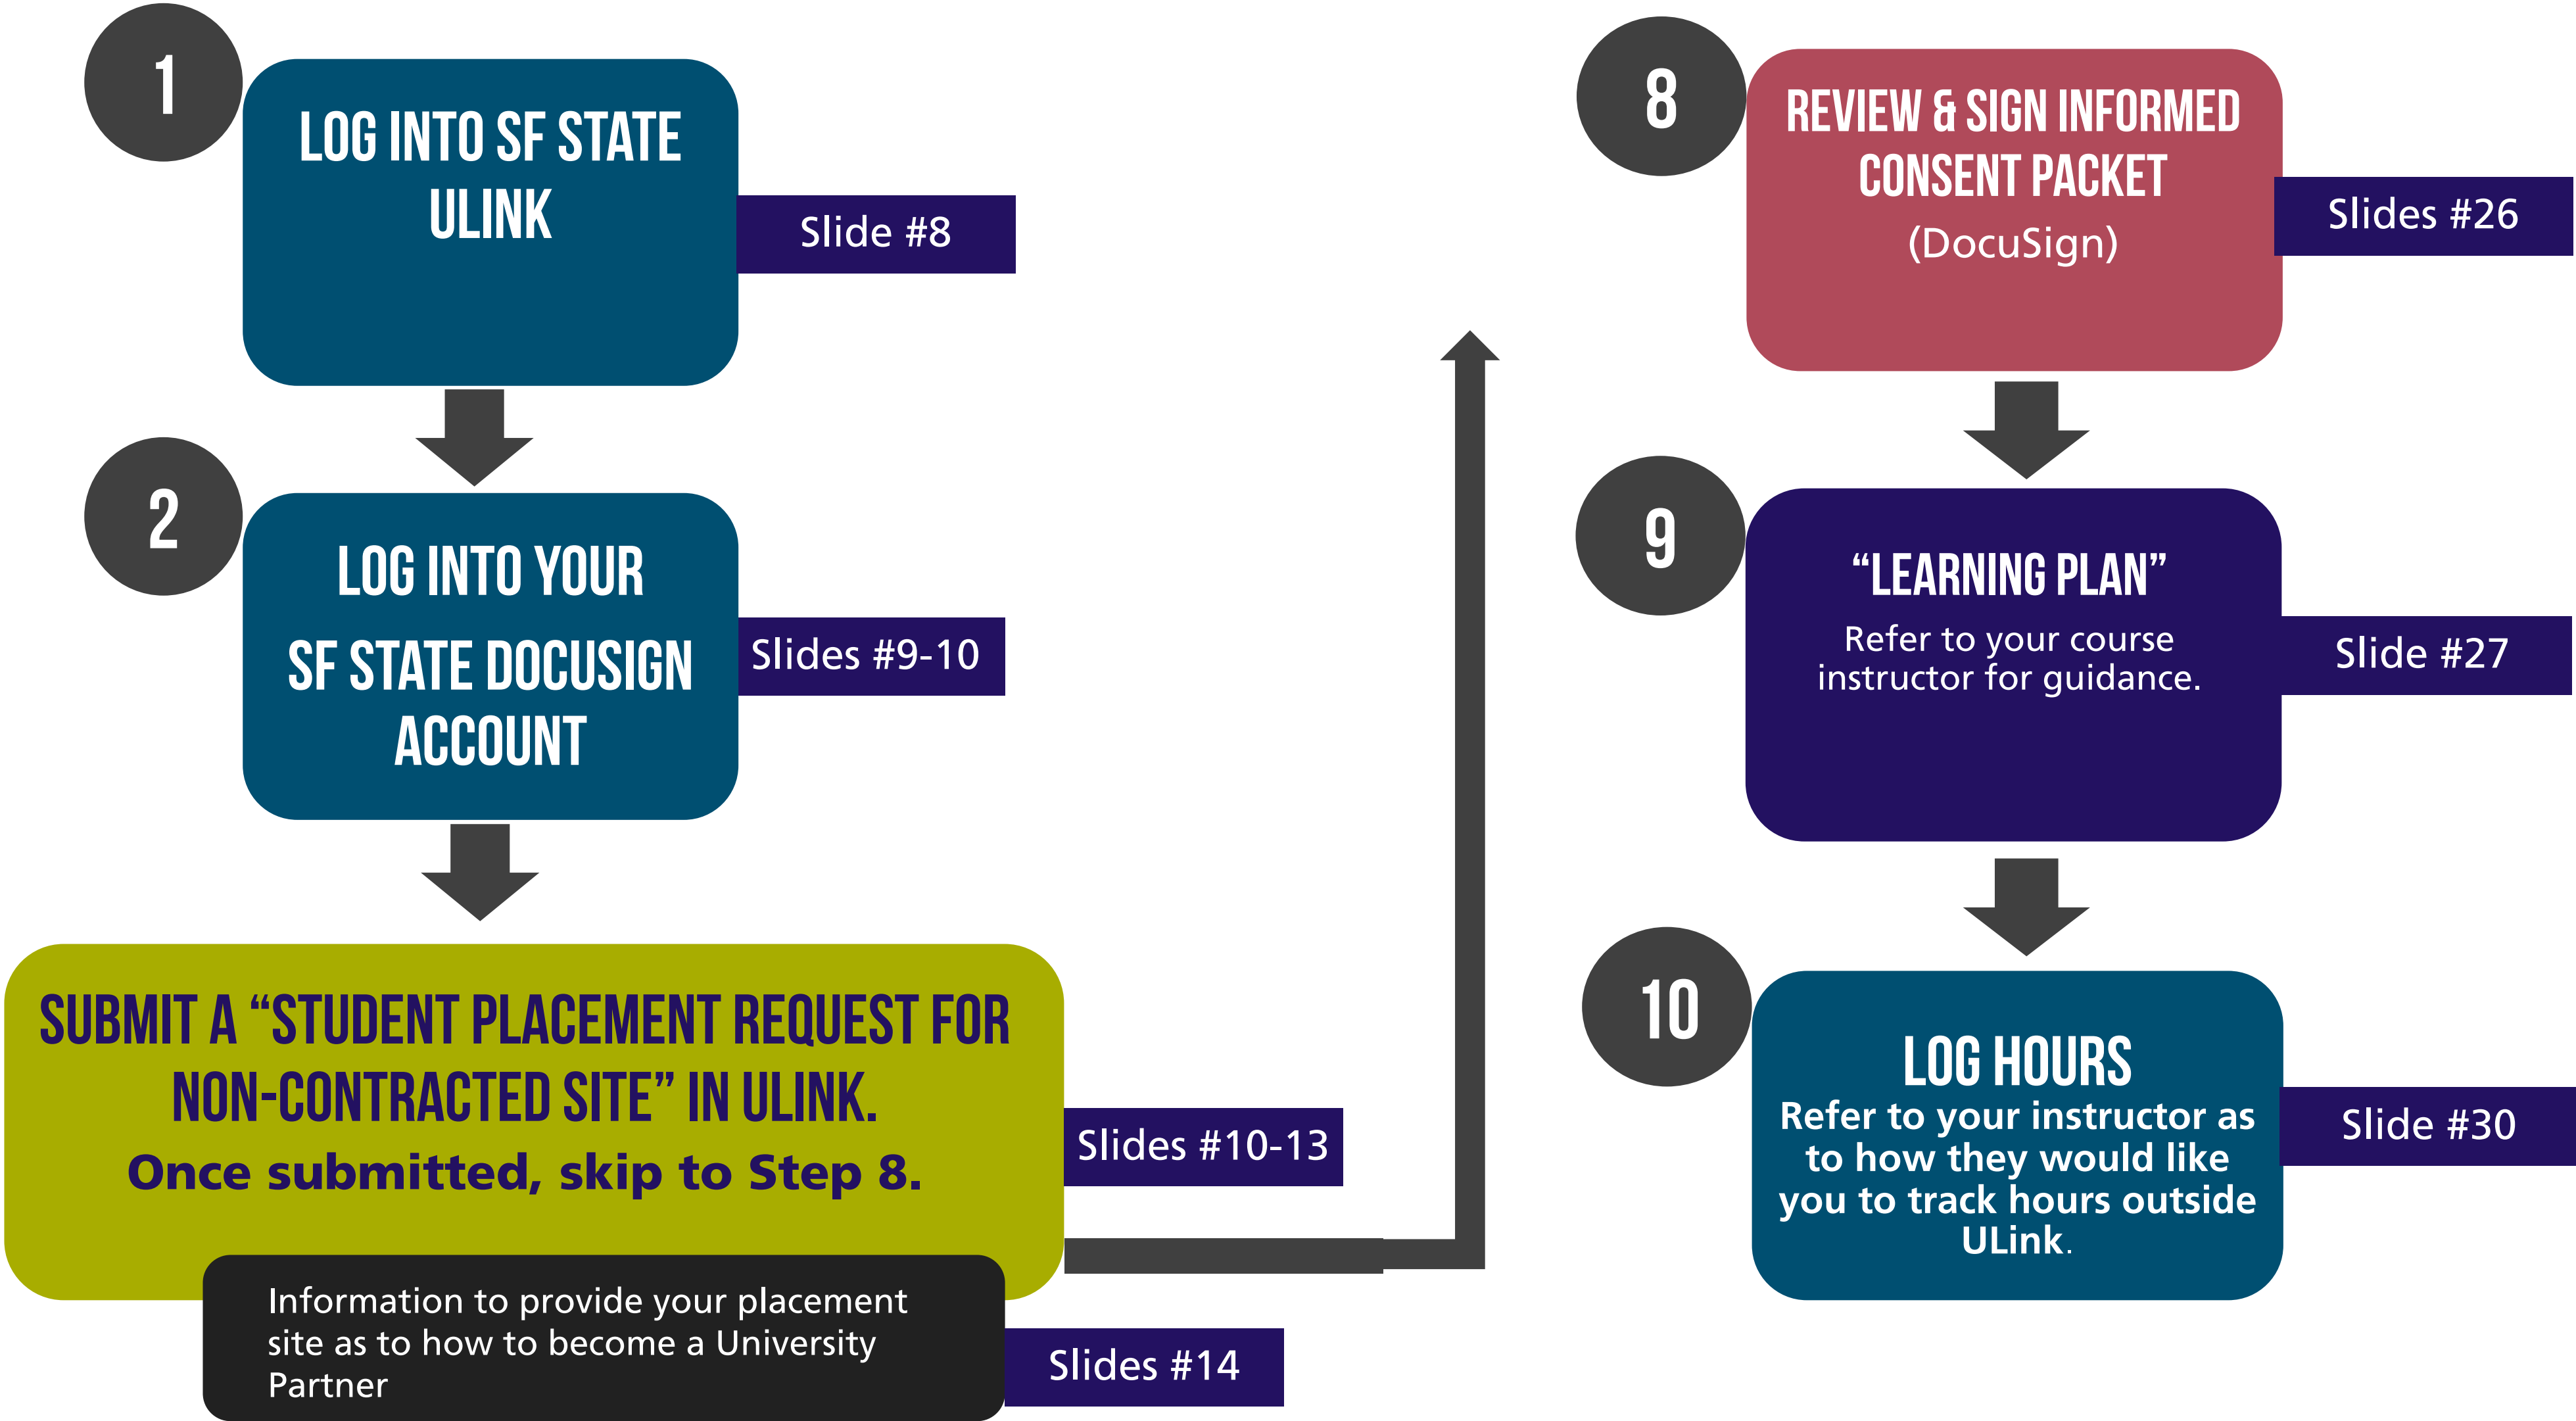 1
LOG INTO SF STATE
ULINK
Slide #8
2
LOG INTO YOUR
SF STATE DOCUSIGN
ACCOUNT
Slides #9-10
SUBMIT A “STUDENT PLACEMENT REQUEST FOR
NON-CONTRACTED SITE” IN ULINK.
Once submitted, skip to Step 8.
Slides #10-13
Information to provide your placement
site as to how to become a University
Partner
Slides #14
8
REVIEW & SIGN INFORMED
CONSENT PACKET
(DocuSign)
Slides #26
9
“LEARNING PLAN”
Refer to your course
instructor for guidance.
Slide #27
10
LOG HOURS
Refer to your instructor as
to how they would like
you to track hours outside
ULink.
Slide #30